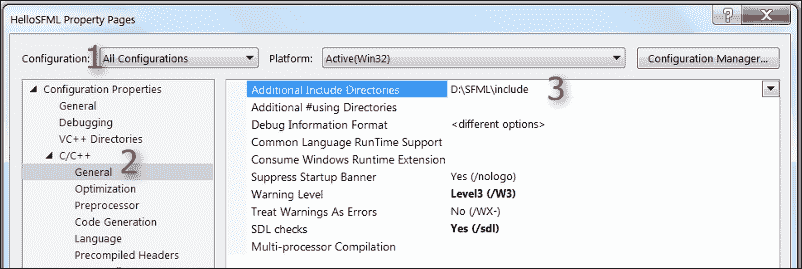 HelloSFML Property Pages
?
Configuration: 1 All Configurations
Platform: Active(Win32)
Configuration Manager...
Configuration Properties
General
Debugging
VC++ Directories
C/C++
General 2
Optimization
Preprocessor
Code Generation
Language
Precompiled Headers
Additional Include Directories D:\SFML\include 3
Additional #using Directories
Debug Information Format <different options>
Common Language RunTime Support
Consume Windows Runtime Extension
Suppress Startup Banner Yes (/nologo)
Warning Level Level3 (/W3)
Treat Warnings As Errors No (/WX-)
SDL checks Yes (/sdl)
Multi-processor Compilation